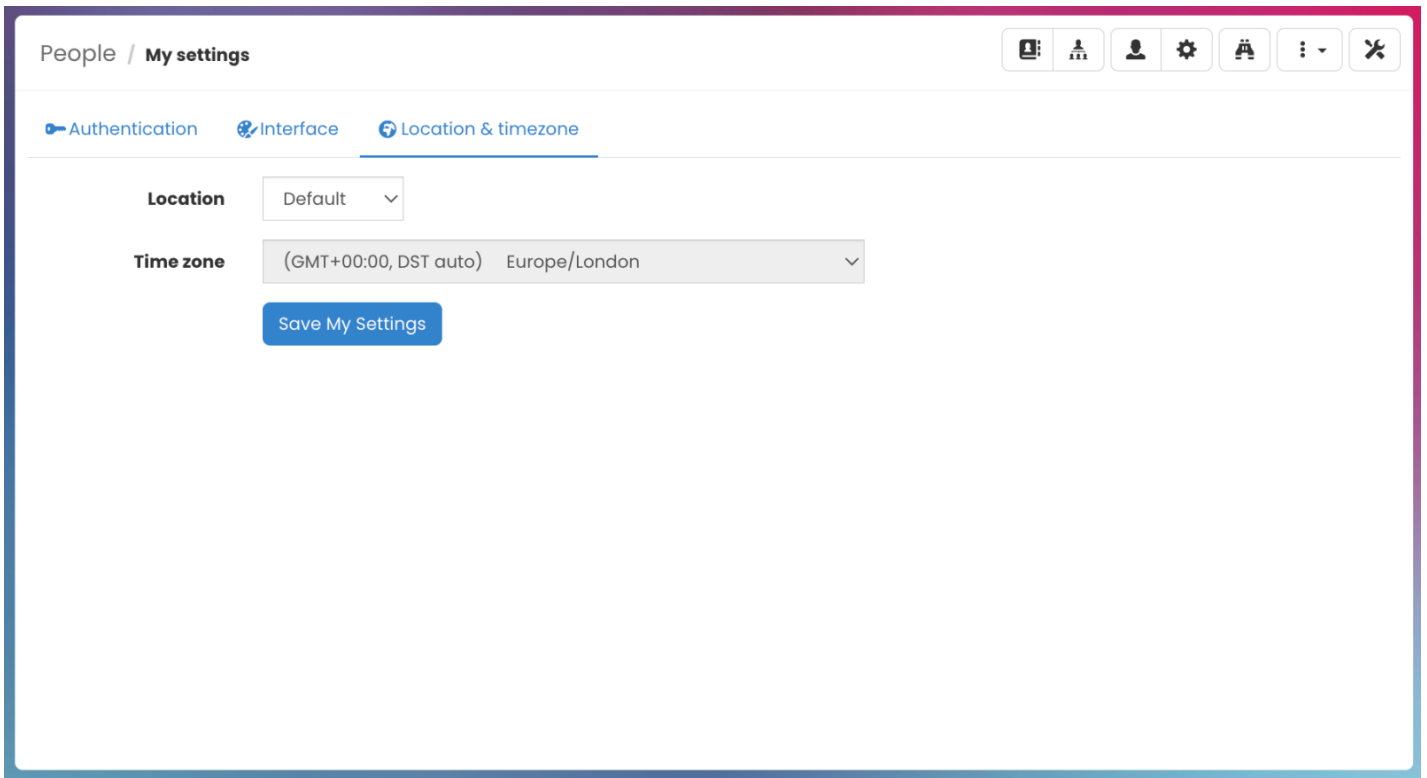 People / My settings
Authentication Interface Location & timezone
Location Default
Time zone (GMT+00:00, DST auto) Europe/London
Save My Settings